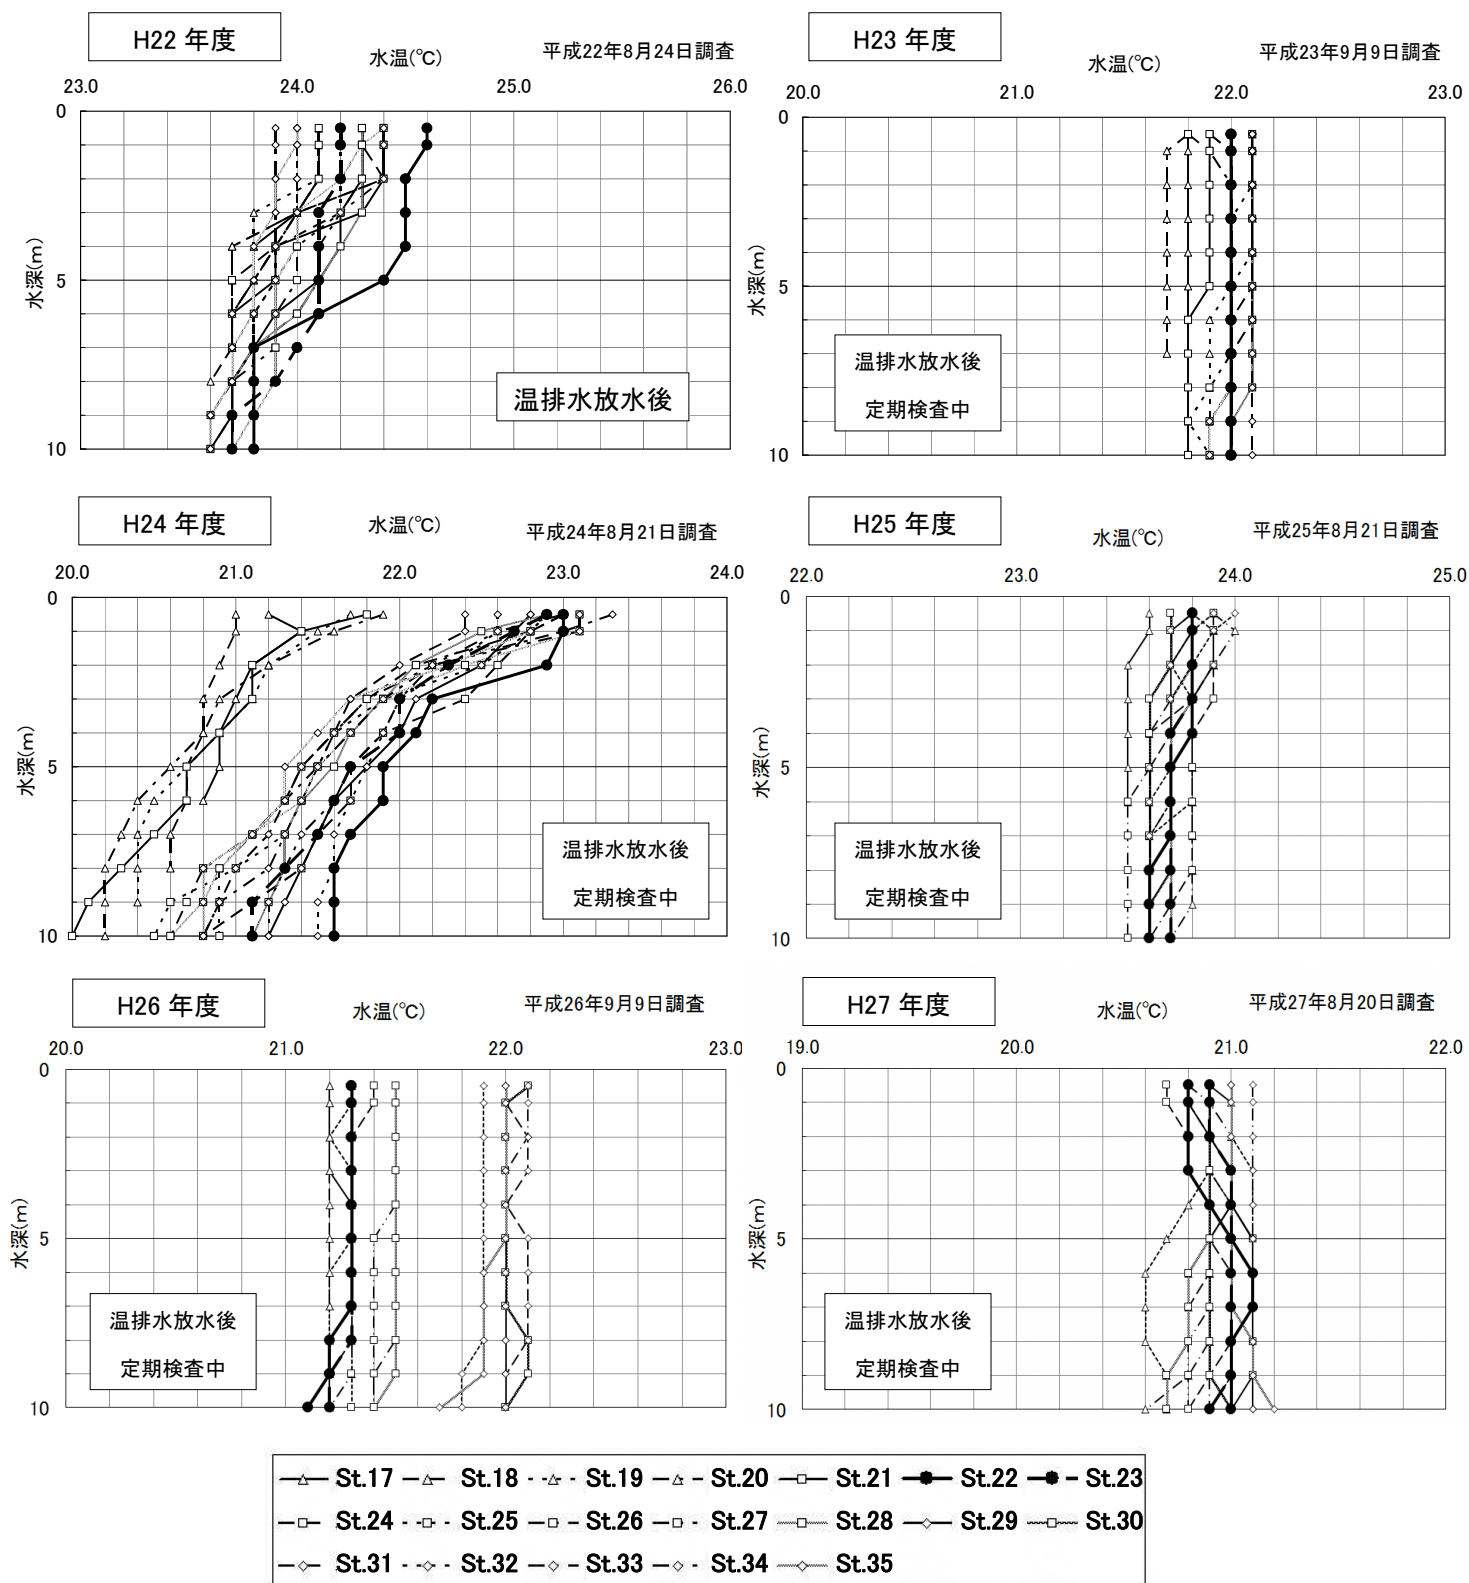 H22 年度
水温(℃)
平成22年8月24日調査
23.0 24.0 25.0 26.0
0
5
10
水深(m)
温排水放水後
H23 年度
水温(℃)
平成23年9月9日調査
20.0 21.0 22.0 23.0
0
5
10
水深(m)
温排水放水後
定期検査中
H24 年度
水温(℃)
平成24年8月21日調査
20.0 21.0 22.0 23.0 24.0
0
5
10
水深(m)
温排水放水後
定期検査中
H25 年度
水温(℃)
平成25年8月21日調査
22.0 23.0 24.0 25.0
0
5
10
水深(m)
温排水放水後
定期検査中
H26 年度
水温(℃)
平成26年9月9日調査
20.0 21.0 22.0 23.0
0
5
10
水深(m)
温排水放水後
定期検査中
H27 年度
水温(℃)
平成27年8月20日調査
19.0 20.0 21.0 22.0
0
5
10
水深(m)
温排水放水後
定期検査中
St.17 St.18 St.19 St.20 St.21 St.22 St.23
St.24 St.25 St.26 St.27 St.28 St.29 St.30
St.31 St.32 St.33 St.34 St.35